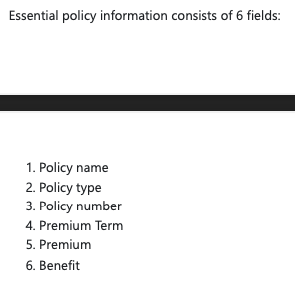 Essential policy information consists of 6 fields:
1. Policy name
2. Policy type
3. Policy number
4. Premium Term
5. Premium
6. Benefit